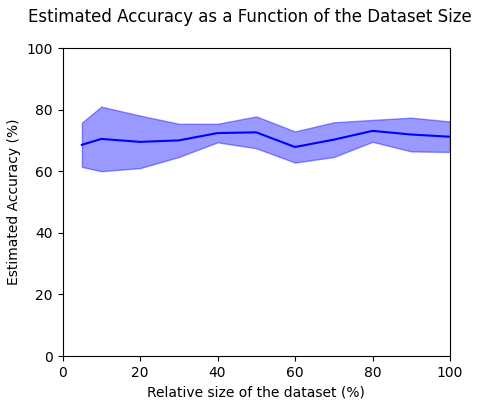 Estimated Accuracy as a Function of the Dataset Size
100
80
60
40
20
0
Estimated Accuracy (%)
0 20 40 60 80 100
Relative size of the dataset (%)